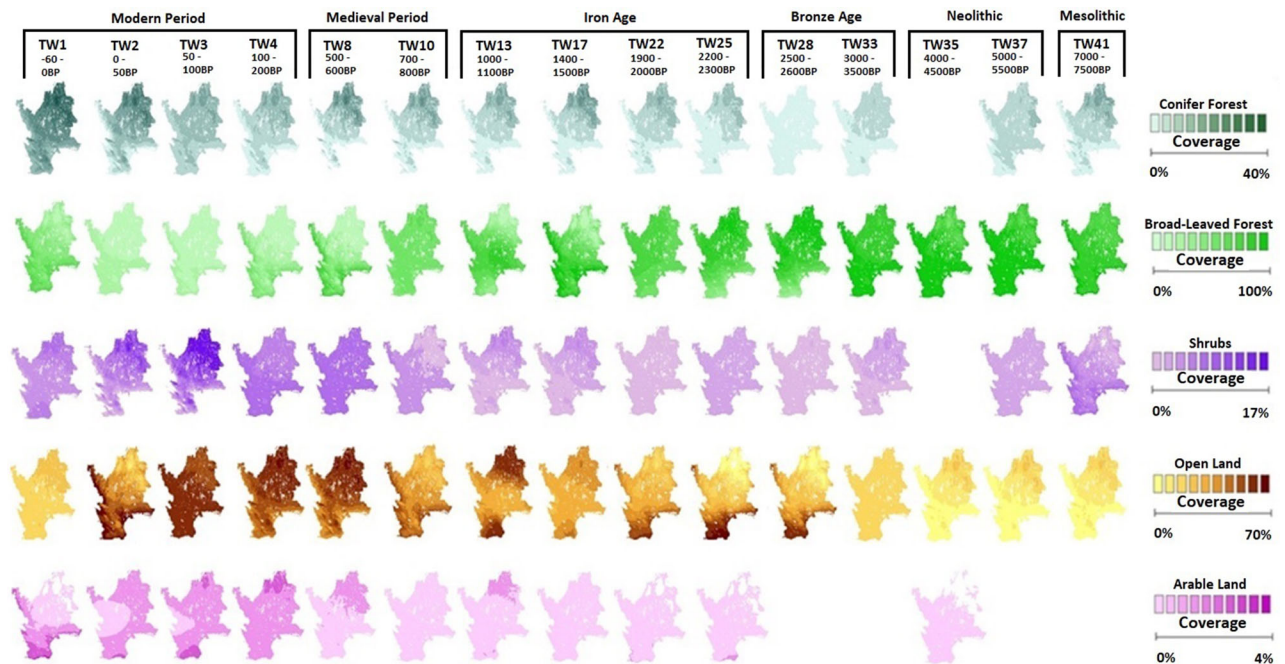 Modern Period
Medieval Period
Iron Age
Bronze Age
Neolithic
Mesolithic
TW1
-60 -
0BP
TW2
0 -
50BP
TW3
50 -
100BP
TW4
100 -
200BP
TW8
500 -
600BP
TW10
700 -
800BP
TW13
1000 -
1100BP
TW17
1400 -
1500BP
TW22
1900 -
2000BP
TW25
2200 -
2300BP
TW28
2500 -
2600BP
TW33
3000 -
3500BP
TW35
4000 -
4500BP
TW37
5000 -
5500BP
TW41
7000 -
7500BP
Conifer Forest
Coverage
0% 40%
Broad-Leaved Forest
Coverage
0% 100%
Shrubs
Coverage
0% 17%
Open Land
Coverage
0% 70%
Arable Land
Coverage
0% 4%